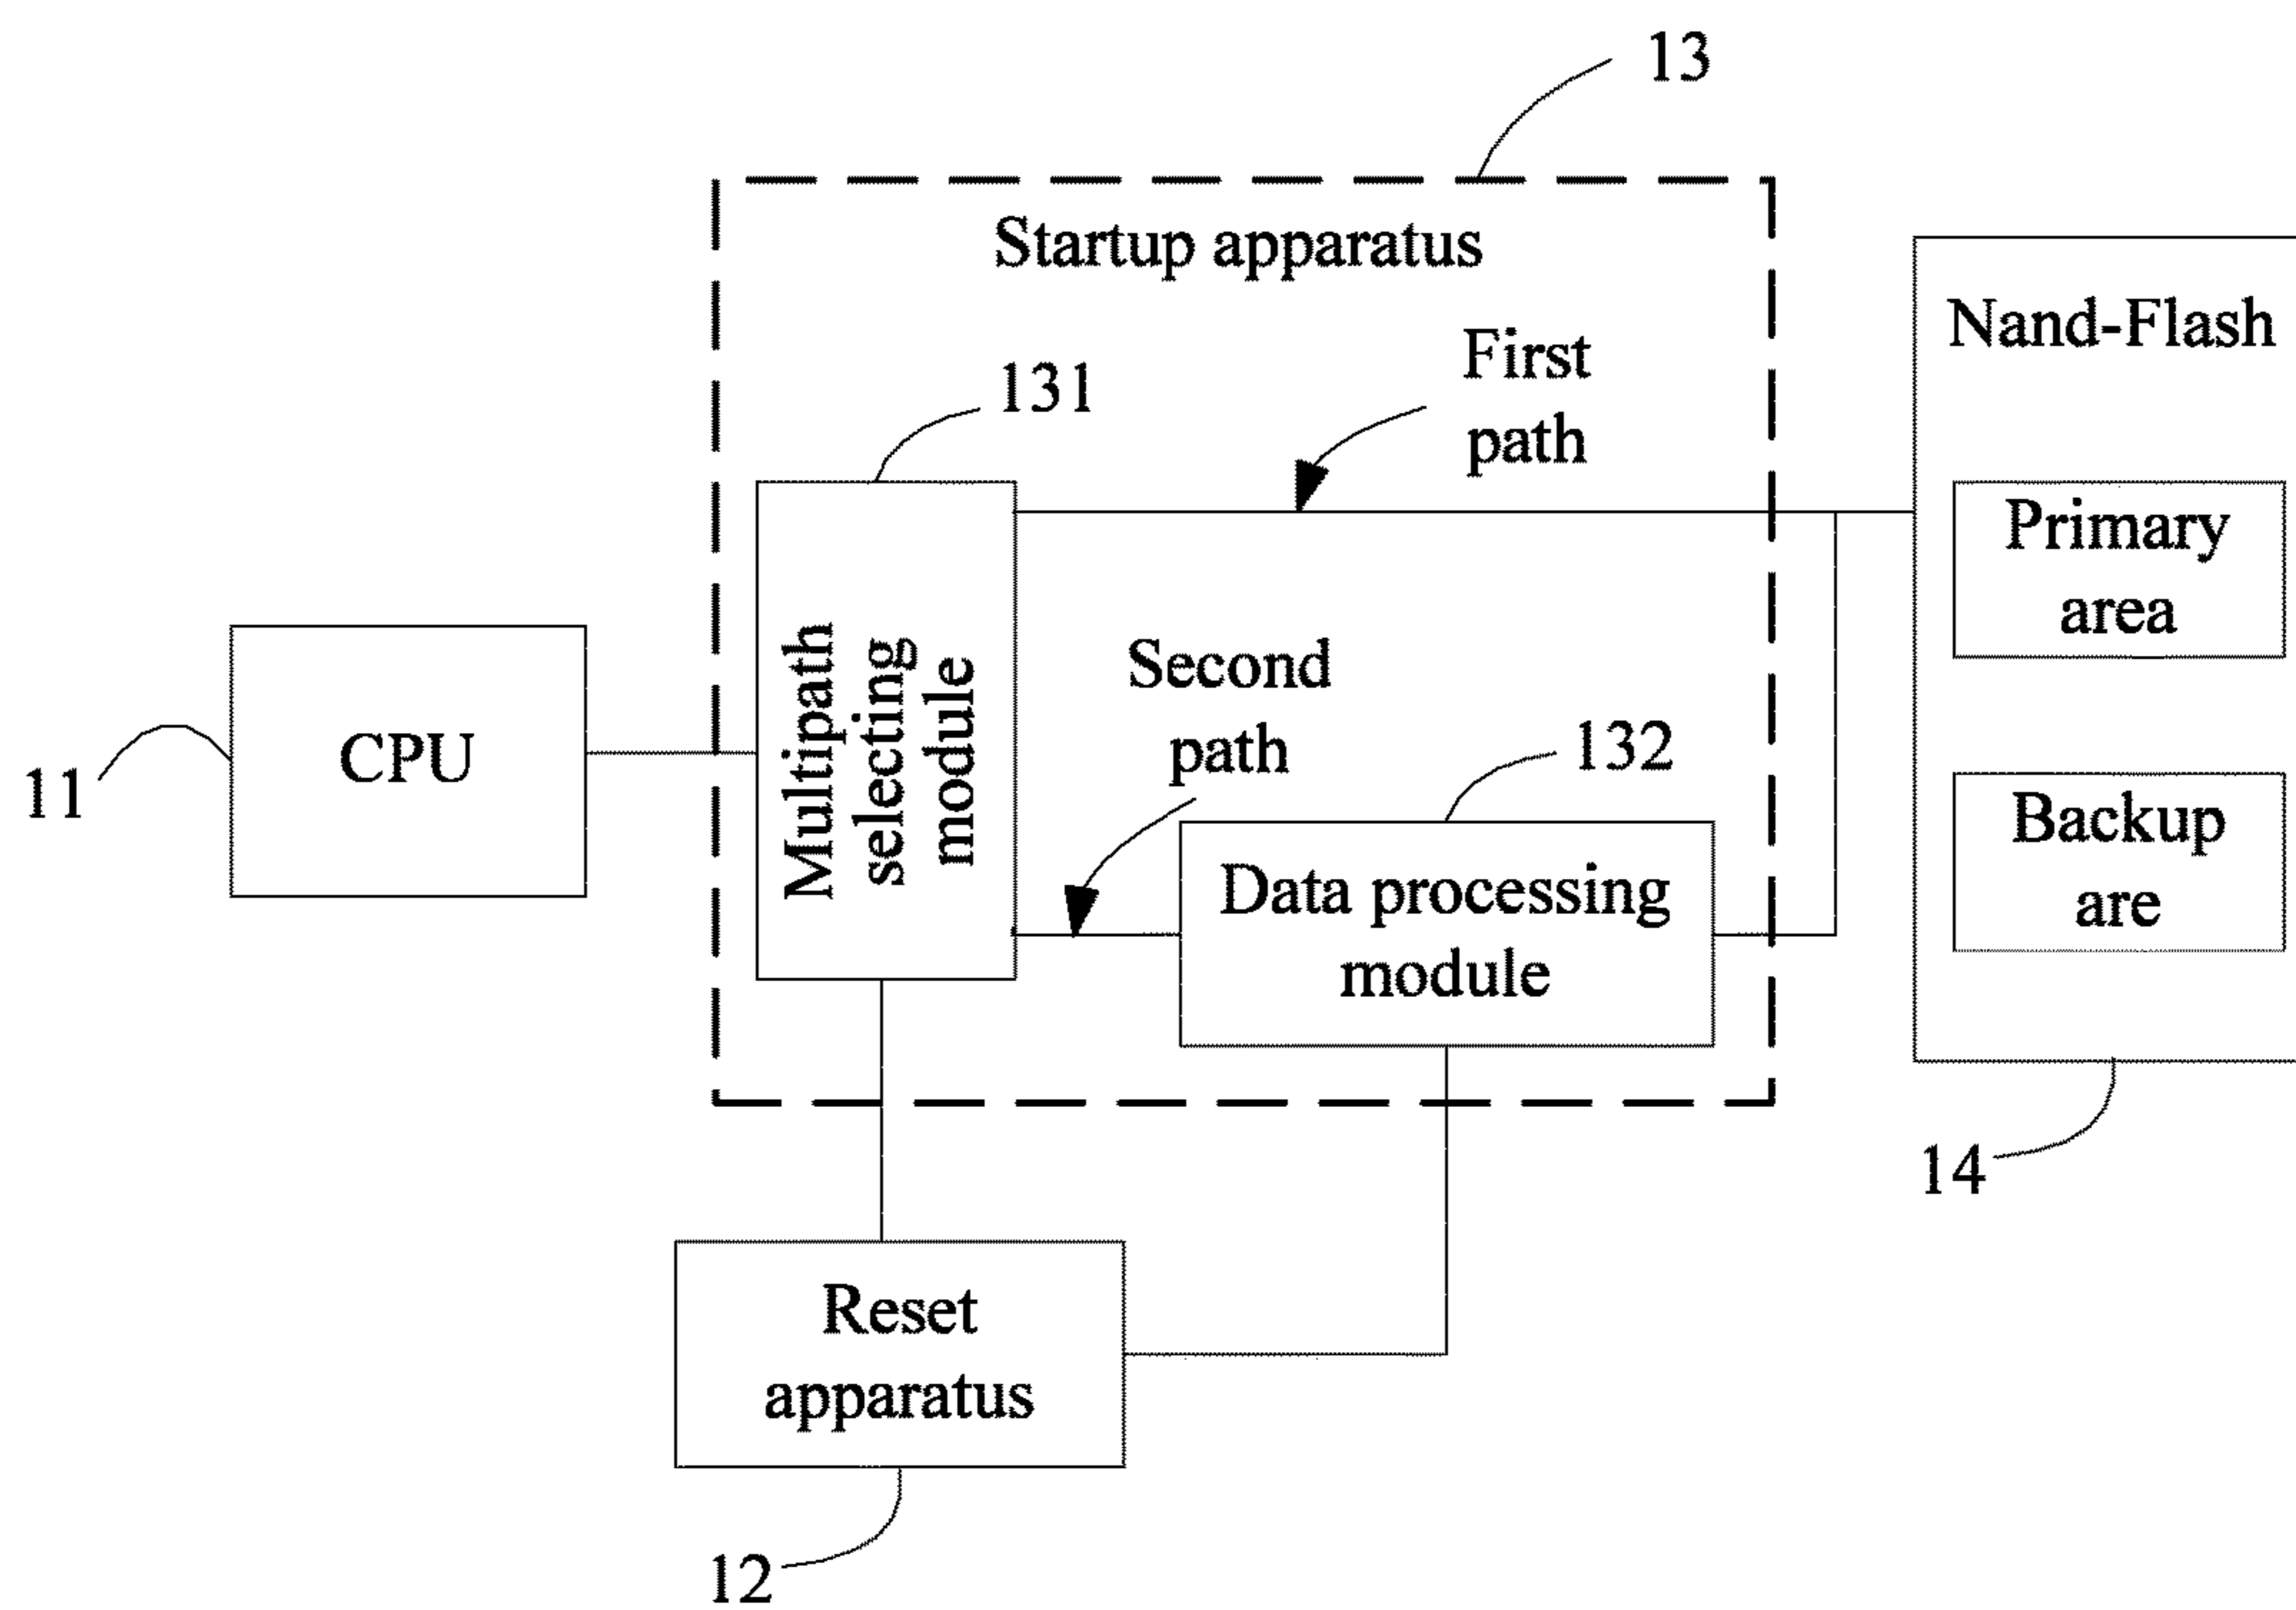 13
Startup apparatus
Nand-Flash
First
path
131
Primary
area
Multipath
selecting
module
Second
path
132
CPU
11
Data processing
module
Backup
are
14
Reset
apparatus
12